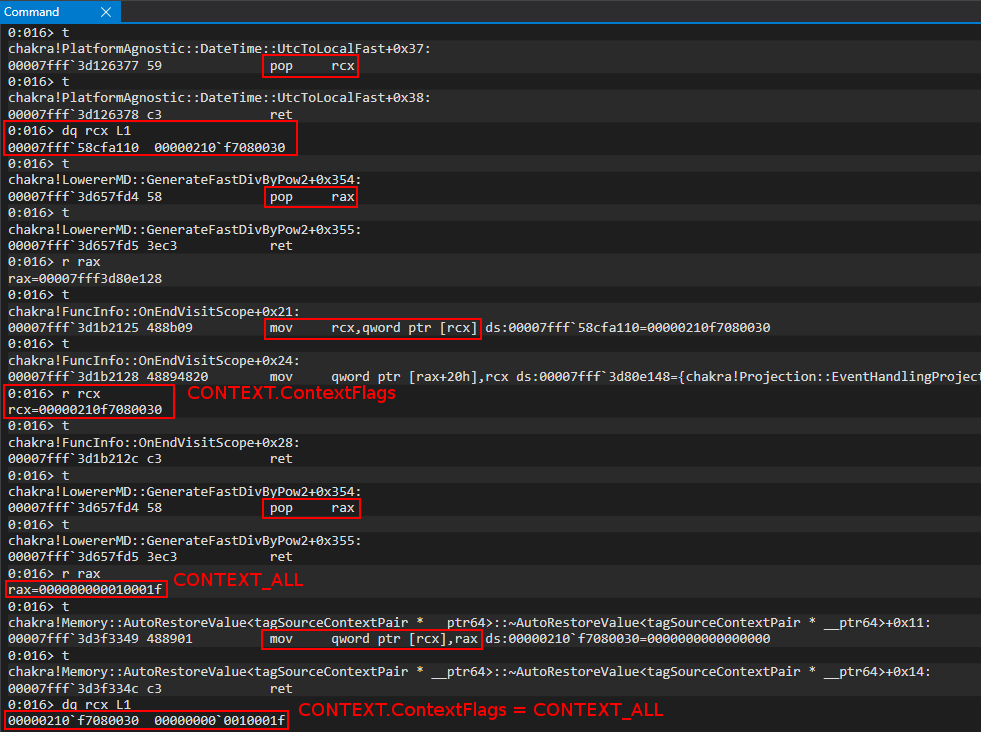 Command
0:016> t
chakra!PlatformAgnostic::DateTime::UtcToLocalFast+0x37:
00007fff`3d126377 59 pop rcx
0:016> t
chakra!PlatformAgnostic::DateTime::UtcToLocalFast+0x38:
00007fff`3d126378 c3 ret
0:016> dq rcx L1
00007fff`58cfa110 00000210`f7080030
0:016> t
chakra!LowererMD::GenerateFastDivByPow2+0x354:
00007fff`3d657fd4 58 pop rax
0:016> t
chakra!LowererMD::GenerateFastDivByPow2+0x355:
00007fff`3d657fd5 3ec3 ret
0:016> r rax
rax=00007fff3d80e128
0:016> t
chakra!FuncInfo::OnEndVisitScope+0x21:
00007fff`3d1b2125 488b09 mov rcx,qword ptr [rcx] ds:00007fff`58cfa110=00000210f7080030
0:016> t
chakra!FuncInfo::OnEndVisitScope+0x24:
00007fff`3d1b2128 48894820 mov qword ptr [rax+20h],rcx ds:00007fff`3d80e148={chakra!Projection::EventHandlingProject
0:016> r rcx CONTEXT.ContextFlags
rcx=00000210f7080030
0:016> t
chakra!FuncInfo::OnEndVisitScope+0x28:
00007fff`3d1b212c c3 ret
0:016> t
chakra!LowererMD::GenerateFastDivByPow2+0x354:
00007fff`3d657fd4 58 pop rax
0:016> t
chakra!LowererMD::GenerateFastDivByPow2+0x355:
00007fff`3d657fd5 3ec3 ret
0:016> r rax CONTEXT_ALL
rax=000000000010001f
0:016> t
chakra!Memory::AutoRestoreValue<tagSourceContextPair * __ptr64>::~AutoRestoreValue<tagSourceContextPair * __ptr64>+0x11:
00007fff`3d3f3349 488901 mov qword ptr [rcx],rax ds:00000210`f7080030=0000000000000000
0:016> t
chakra!Memory::AutoRestoreValue<tagSourceContextPair * __ptr64>::~AutoRestoreValue<tagSourceContextPair * __ptr64>+0x14:
00007fff`3d3f334c c3 ret
0:016> dq rcx L1 CONTEXT.ContextFlags = CONTEXT_ALL
00000210`f7080030 00000000`0010001f